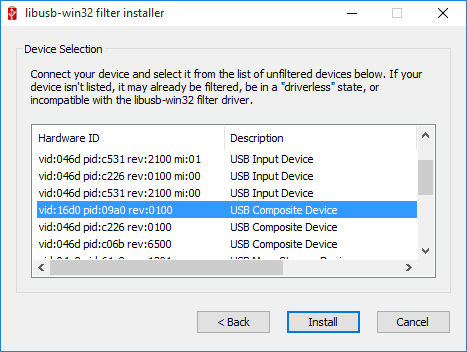 libusb-win32 filter installer
Device Selection
Connect your device and select it from the list of unfiltered devices below. If your
device isn't listed, it may already be filtered, be in a "driverless" state, or
incompatible with the libusb-win32 filter driver.
Hardware ID Description
vid:046d pid:c531 rev:2100 mi:01 USB Input Device
vid:046d pid:c226 rev:0100 mi:00 USB Input Device
vid:046d pid:c531 rev:2100 mi:00 USB Input Device
vid:16d0 pid:09a0 rev:0100 USB Composite Device
vid:046d pid:c226 rev:0100 USB Composite Device
vid:046d pid:c06b rev:6500 USB Composite Device
< Back Install Cancel